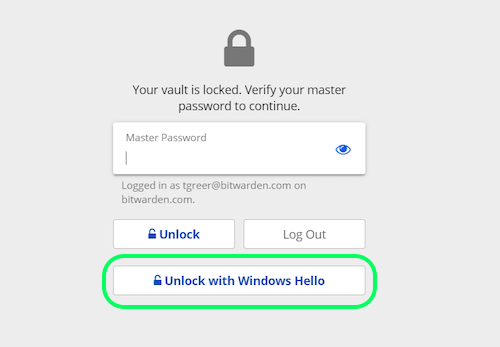 Your vault is locked. Verify your master
password to continue.
Master Password
Logged in as tgreer@bitwarden.com on
bitwarden.com.
Unlock
Log Out
Unlock with Windows Hello